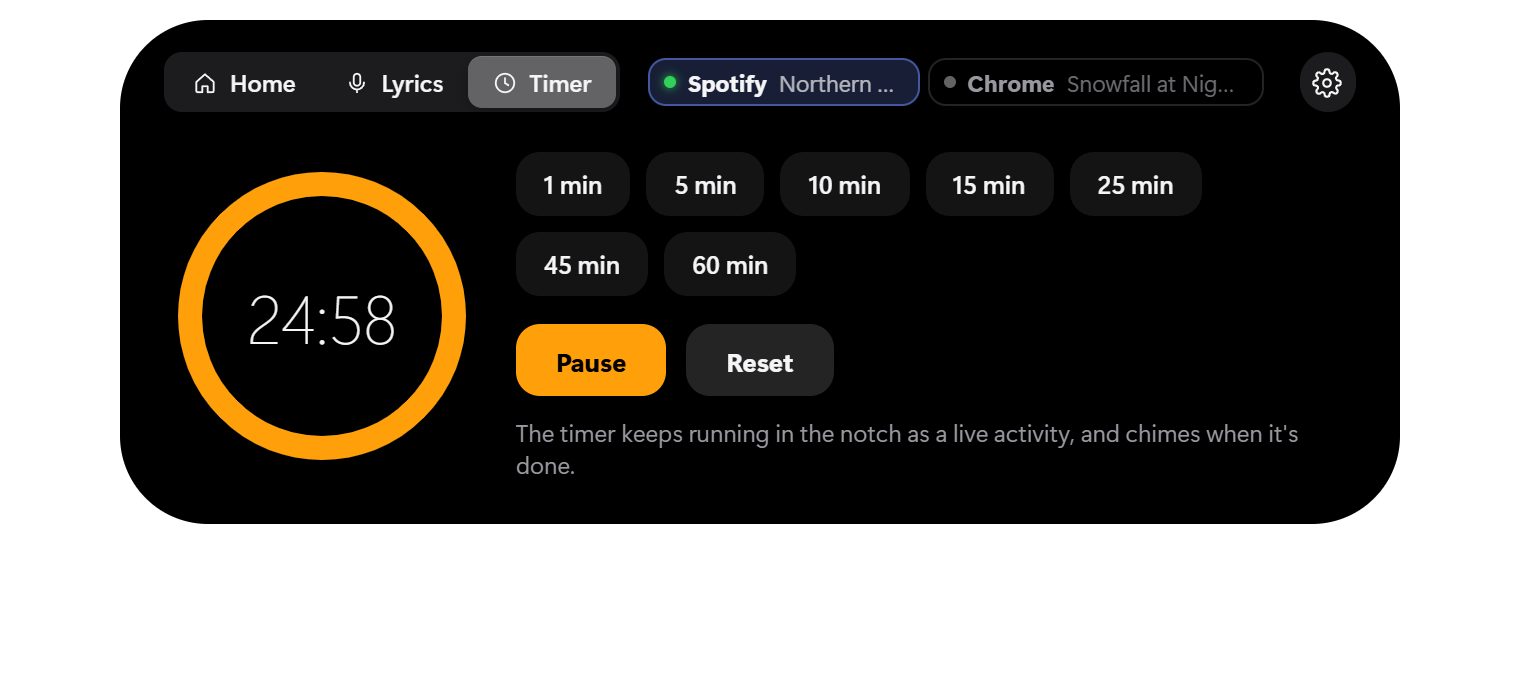 Home Lyrics Timer Spotify Northern ... Chrome Snowfall at Nig...
1 min 5 min 10 min 15 min 25 min
45 min 60 min
24:58
Pause Reset
The timer keeps running in the notch as a live activity, and chimes when it's
done.